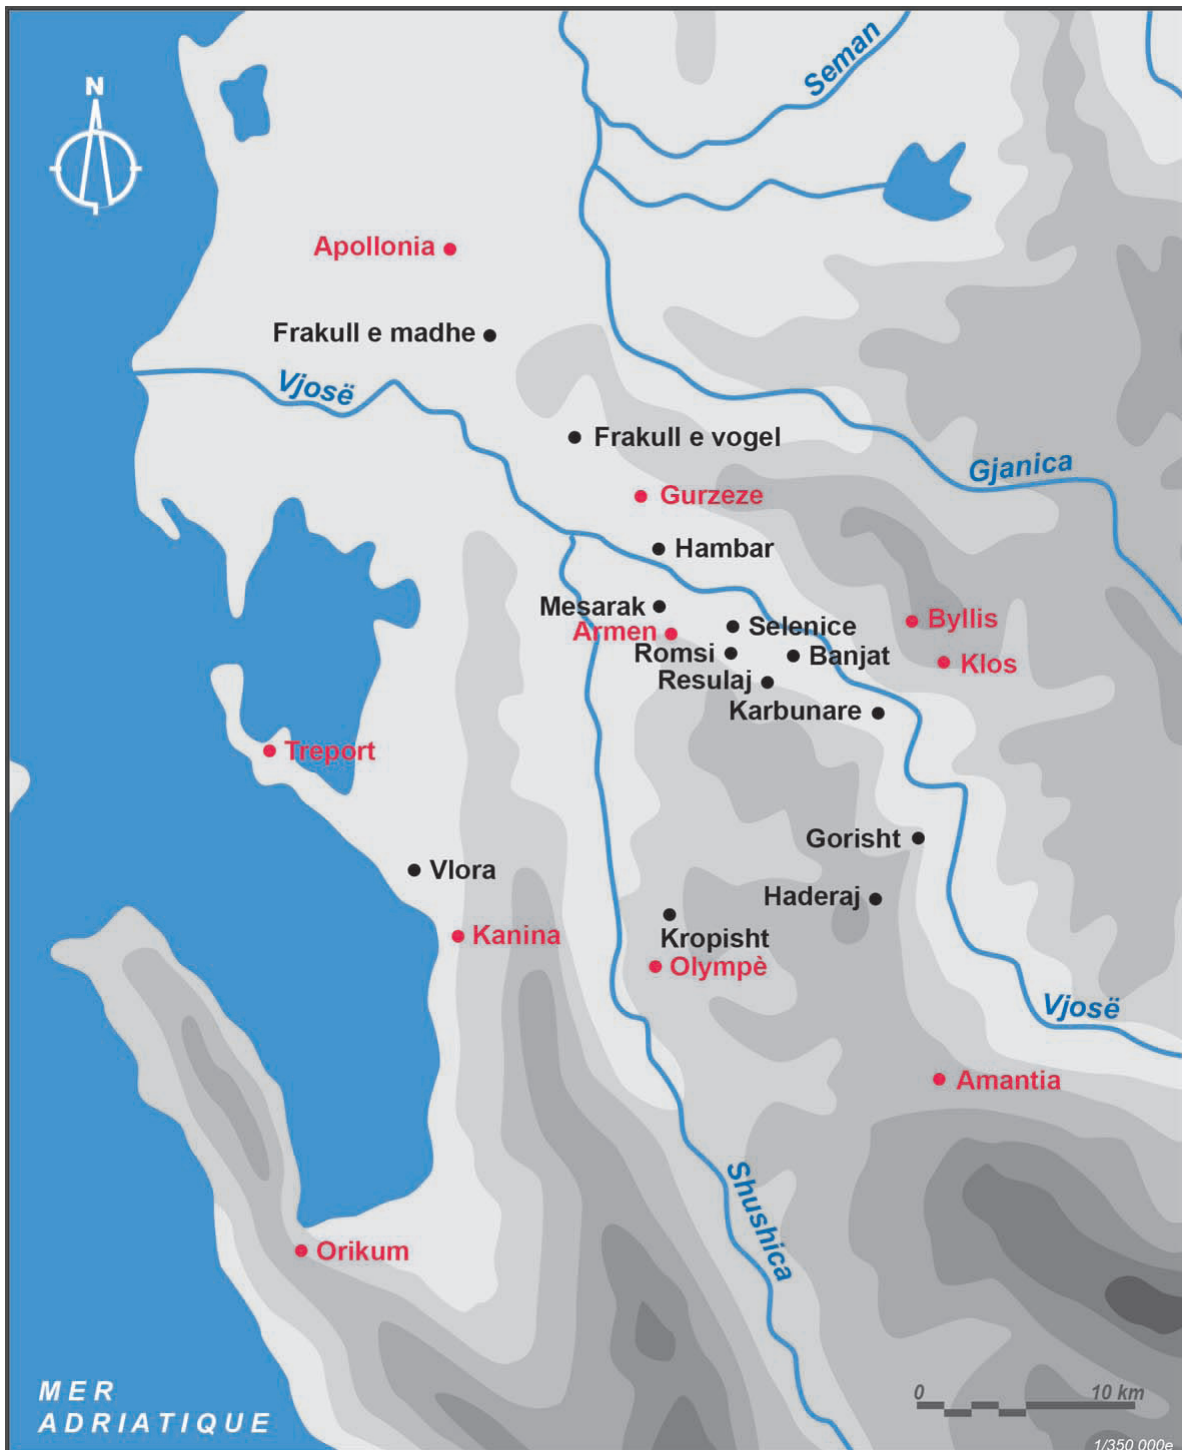 Seman
N
Apollonia
Frakull e madhe
Vjosë
Frakull e vogel
Gjanica
Gurzeze
Hambar
Mesarak
Armen
Selenice
Byllis
Romsi
Banjat
Klos
Resulaj
Karbunare
Treport
Gorisht
Vlora
Haderaj
Kanina
Kropisht
Olympè
Vjosë
Amantia
Shushica
Orikum
MER
ADRIATIQUE
0 10 km
1/350 000e